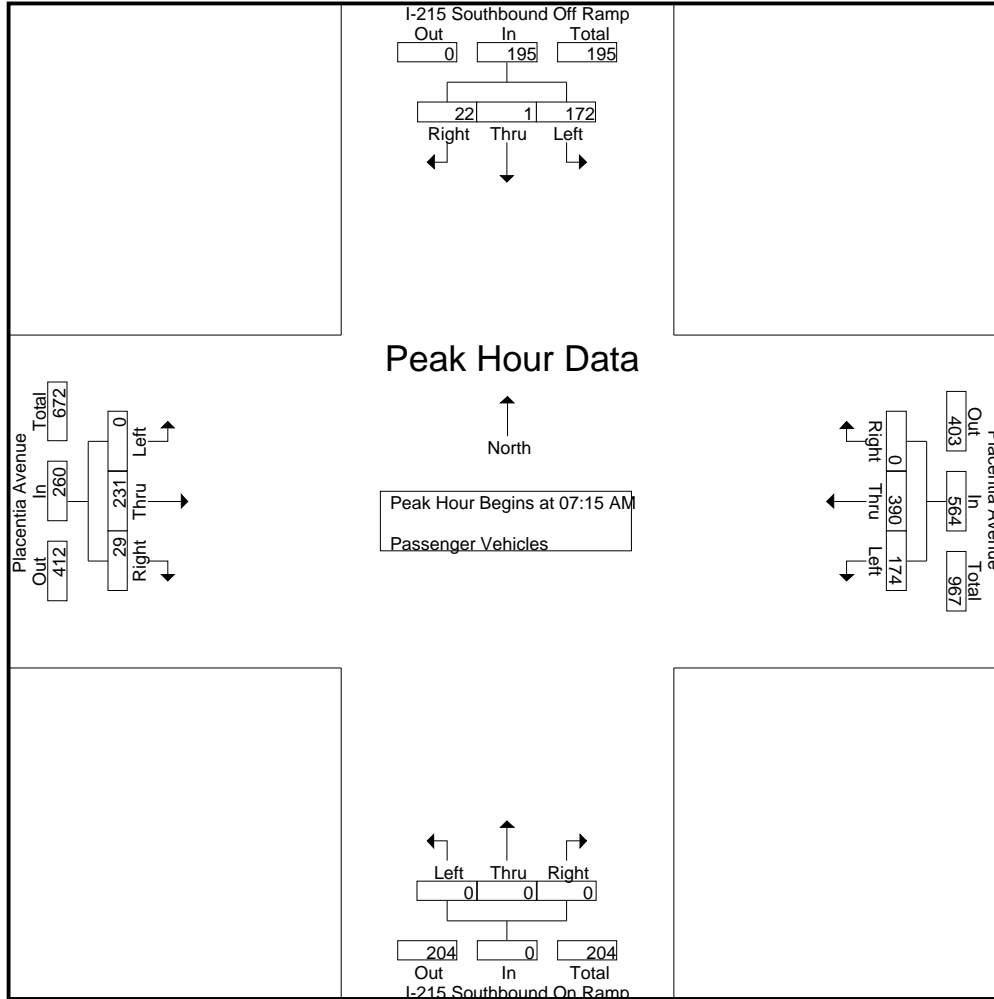 I-215 Southbound Off Ramp
Out In Total
0 195 195
22 1 172
Right Thru Left
Peak Hour Data
North
Peak Hour Begins at 07:15 AM
Passenger Vehicles
Placentia Avenue
Total In Out
672 260 412
0 231 29
Left Thru Right
Placentia Avenue
Out In Total
403 564 967
0 390 174
Right Thru Left
Left Thru Right
0 0 0
204 0 204
Out In Total
I-215 Southbound On Ramp